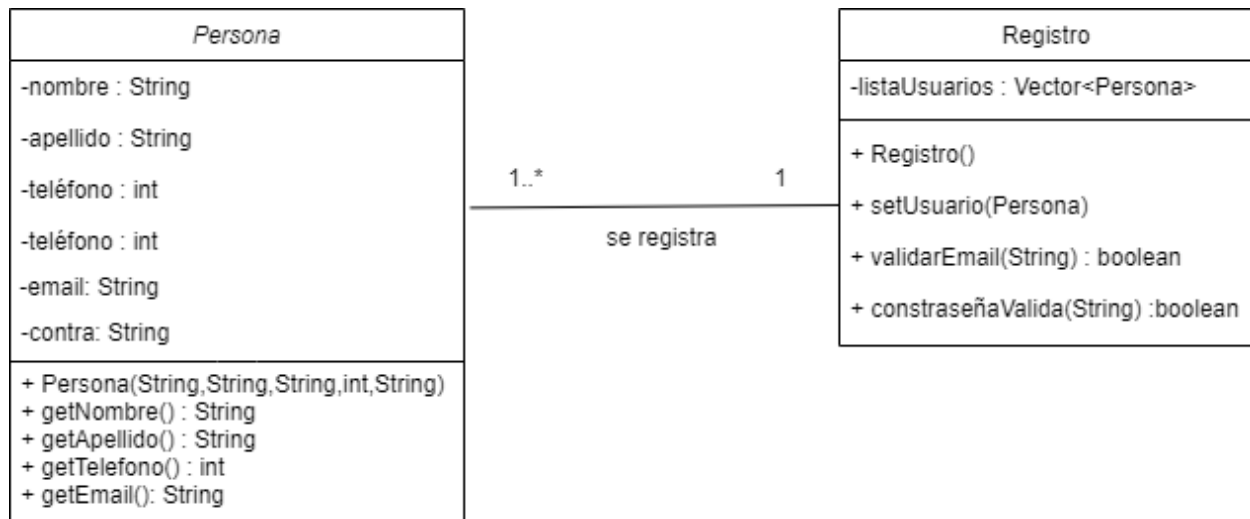 Persona
-nombre : String
-apellido : String
-teléfono : int
-teléfono : int
-email: String
-contra: String
+ Persona(String,String,String,int,String)
+ getNombre() : String
+ getApellido() : String
+ getTelefono() : int
+ getEmail(): String
1..*
1
se registra
Registro
-listaUsuarios : Vector<Persona>
+ Registro()
+ setUsuario(Persona)
+ validarEmail(String) : boolean
+ constraseñaValida(String) :boolean